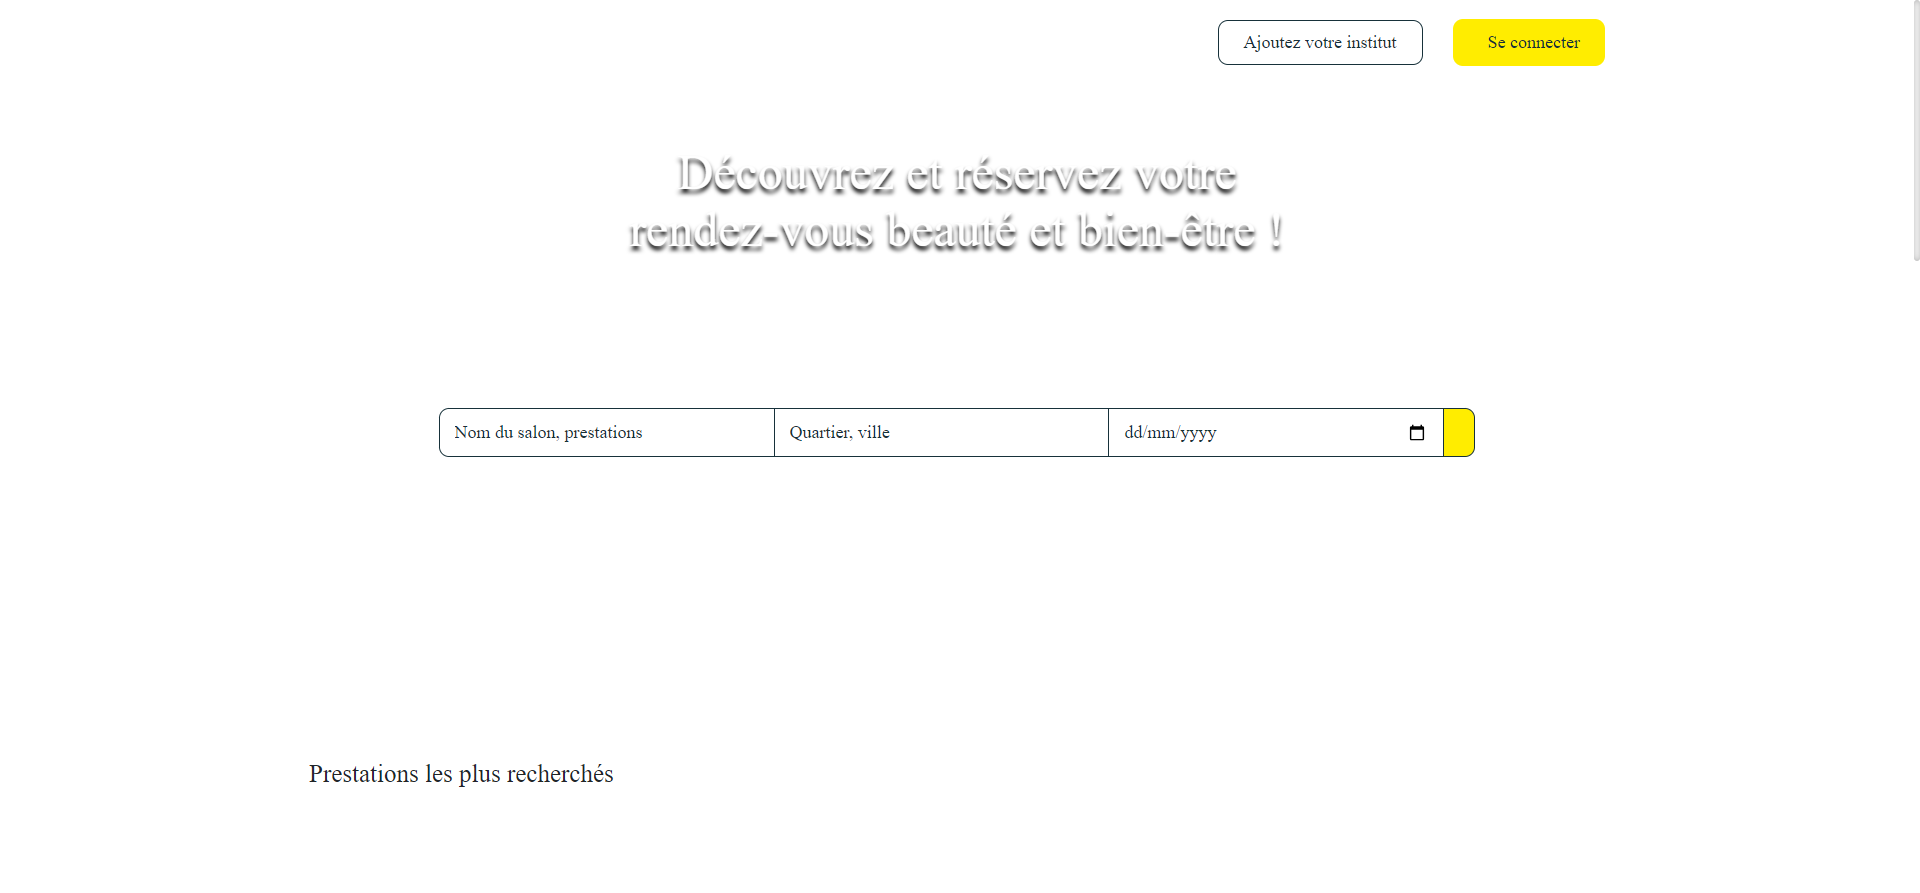 Ajoutez votre institut
Se connecter
Découvrez et réservez votre
rendez-vous beauté et bien-être !
Nom du salon, prestations
Quartier, ville
dd/mm/yyyy
Prestations les plus recherchés